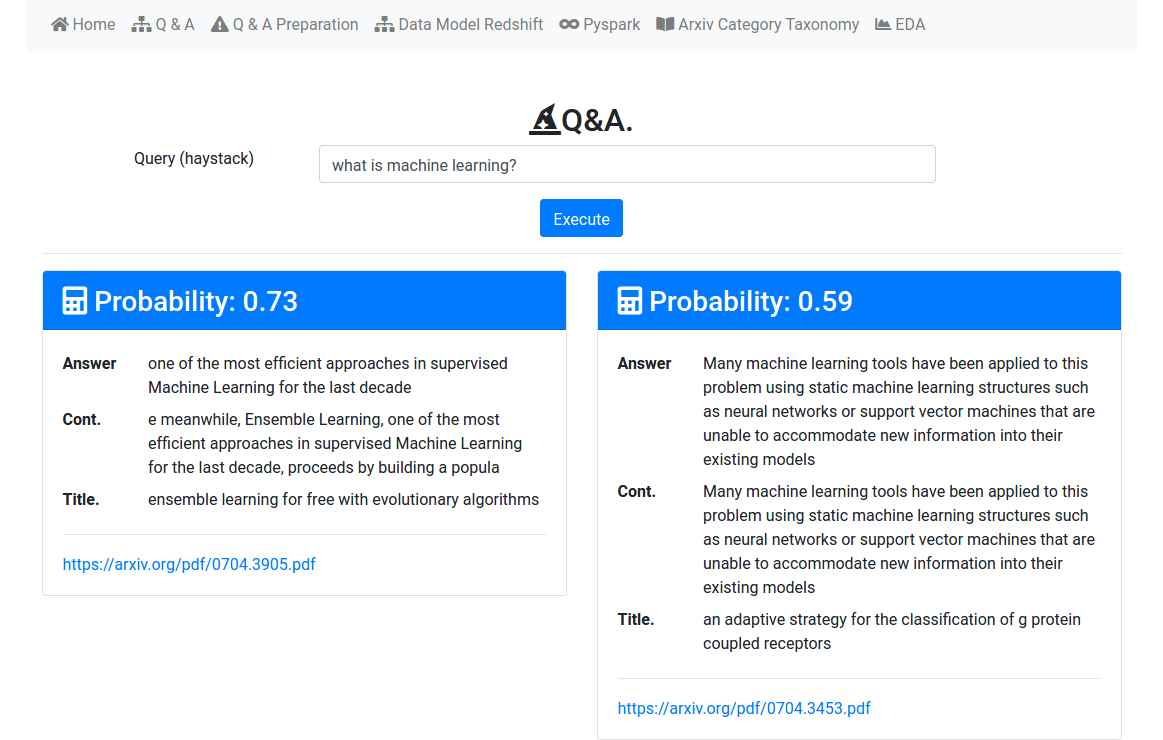 Home Q & A Q & A Preparation Data Model Redshift Pyspark Arxiv Category Taxonomy EDA
Q&A.
Query (haystack)
what is machine learning?
Execute
Probability: 0.73
Answer one of the most efficient approaches in supervised
Machine Learning for the last decade
Cont. e meanwhile, Ensemble Learning, one of the most
efficient approaches in supervised Machine Learning
for the last decade, proceeds by building a popula
Title. ensemble learning for free with evolutionary algorithms
https://arxiv.org/pdf/0704.3905.pdf
Probability: 0.59
Answer Many machine learning tools have been applied to this
problem using static machine learning structures such
as neural networks or support vector machines that are
unable to accommodate new information into their
existing models
Cont. Many machine learning tools have been applied to this
problem using static machine learning structures such
as neural networks or support vector machines that are
unable to accommodate new information into their
existing models
Title. an adaptive strategy for the classification of g protein
coupled receptors
https://arxiv.org/pdf/0704.3453.pdf